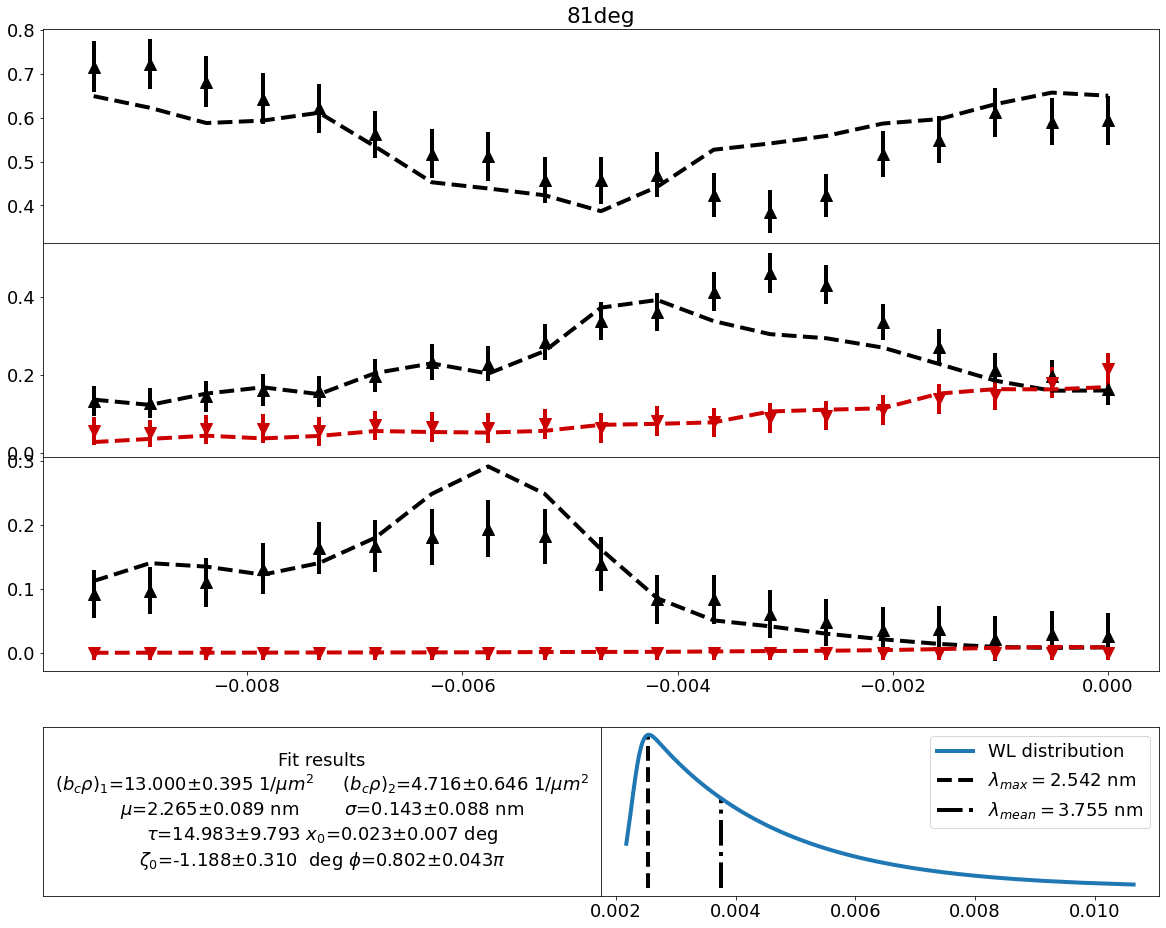 81deg
0.8
0.7
0.6
0.5
0.4
0.4
0.2
0.0
0.3
0.2
0.1
0.0
−0.008 −0.006 −0.004 −0.002 0.000
Fit results
(b_cρ)_1=13.000±0.395 1/μm^2 (b_cρ)_2=4.716±0.646 1/μm^2
μ=2.265±0.089 nm σ=0.143±0.088 nm
τ=14.983±9.793 x_0=0.023±0.007 deg
ζ_0=-1.188±0.310 deg ϕ=0.802±0.043π
WL distribution
λ_max = 2.542 nm
λ_mean = 3.755 nm
0.002 0.004 0.006 0.008 0.010